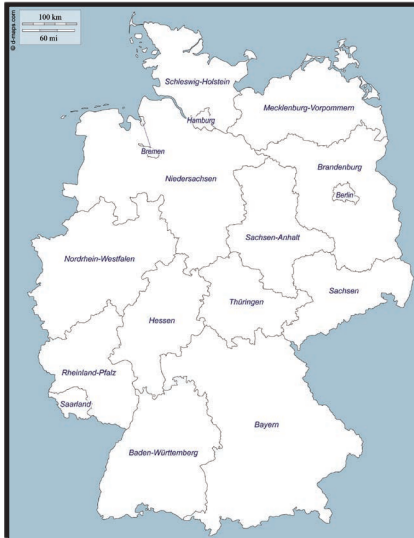 100 km
60 mi
© d-maps.com
Schleswig-Holstein
Mecklenburg-Vorpommern
Hamburg
Bremen
Niedersachsen
Brandenburg
Berlin
Sachsen-Anhalt
Nordrhein-Westfalen
Sachsen
Thüringen
Hessen
Rheinland-Pfalz
Saarland
Bayern
Baden-Württemberg